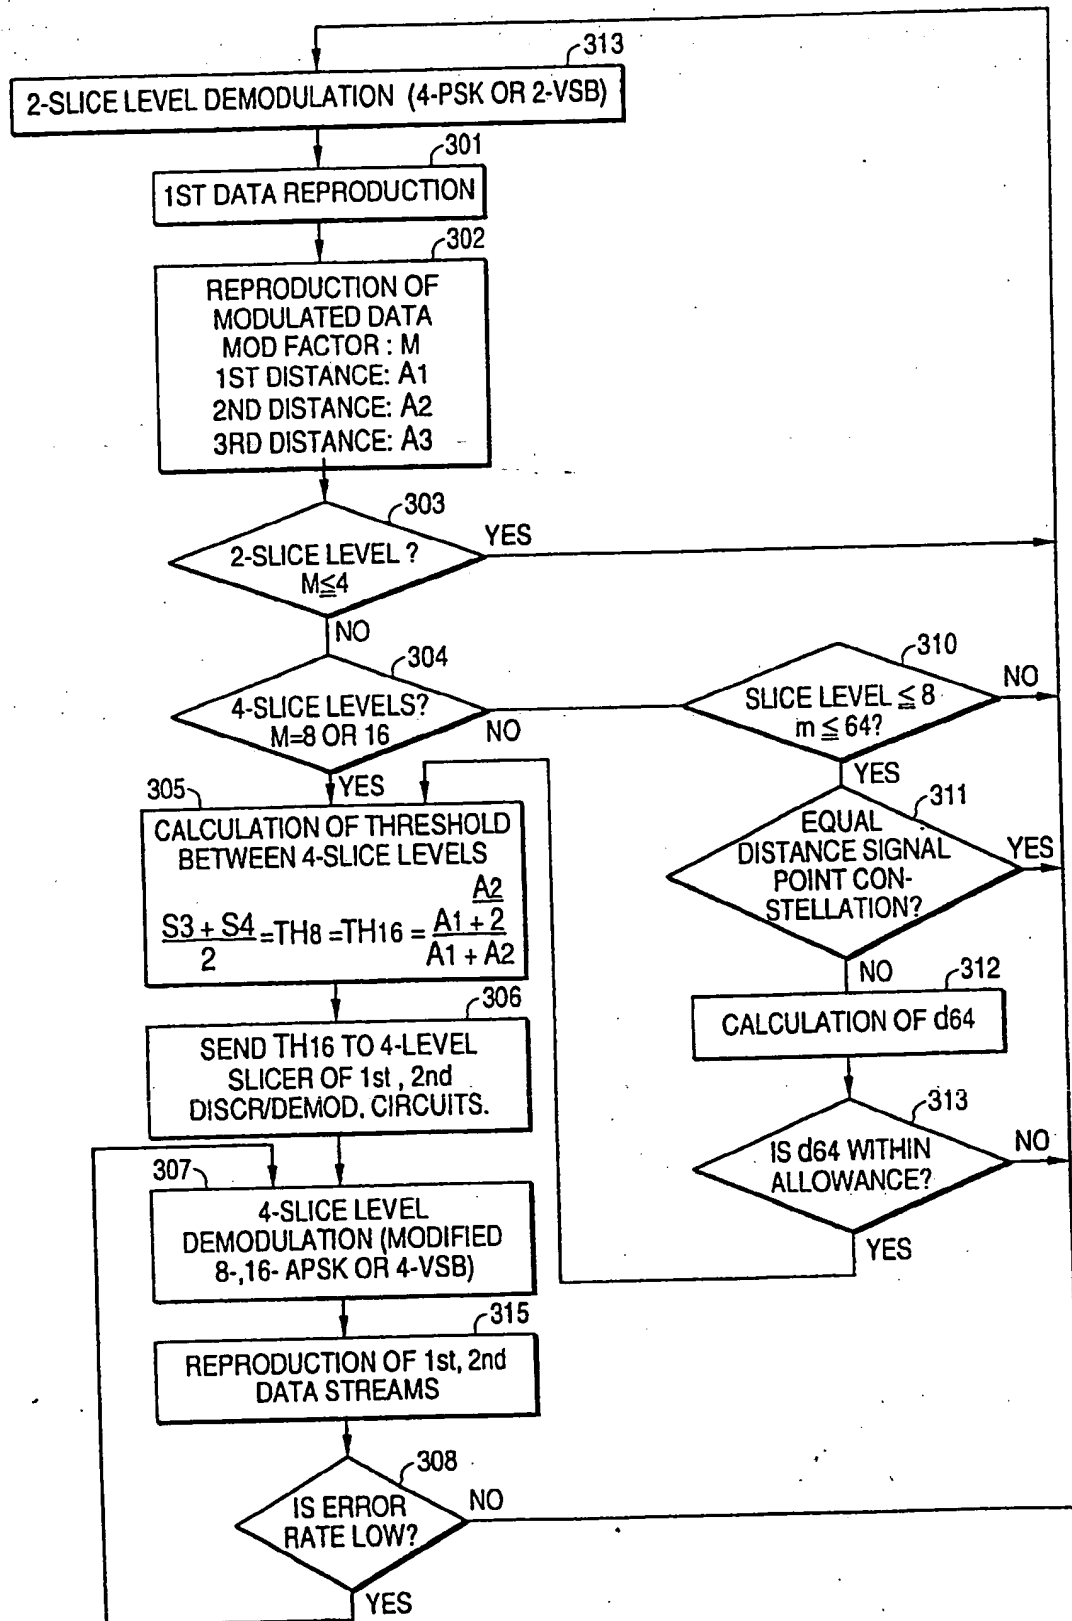 313
2-SLICE LEVEL DEMODULATION (4-PSK OR 2-VSB)
301
1ST DATA REPRODUCTION
302
REPRODUCTION OF
MODULATED DATA
MOD FACTOR : M
1ST DISTANCE: A1
2ND DISTANCE: A2
3RD DISTANCE: A3
303
2-SLICE LEVEL ?
M≦4
YES
NO
304
4-SLICE LEVELS?
M=8 OR 16
NO
YES
310
SLICE LEVEL ≦ 8
m ≦ 64?
NO
YES
305
CALCULATION OF THRESHOLD
BETWEEN 4-SLICE LEVELS
A2
S3 + S4 =TH8 =TH16 = A1 + 2
2 A1 + A2
311
EQUAL
DISTANCE SIGNAL
POINT CON-
STELLATION?
YES
NO
312
CALCULATION OF d64
306
SEND TH16 TO 4-LEVEL
SLICER OF 1st , 2nd
DISCR/DEMOD. CIRCUITS.
313
IS d64 WITHIN
ALLOWANCE?
NO
YES
307
4-SLICE LEVEL
DEMODULATION (MODIFIED
8-,16- APSK OR 4-VSB)
315
REPRODUCTION OF 1st, 2nd
DATA STREAMS
308
IS ERROR
RATE LOW?
NO
YES